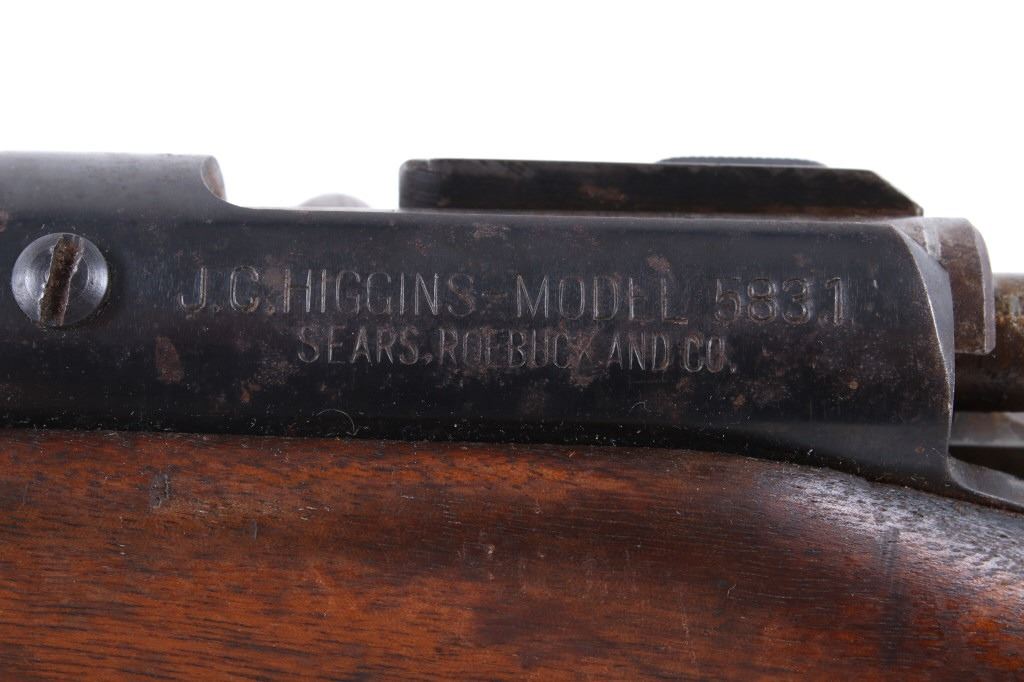 J.C. HIGGINS-MODEL 583.1
SEARS, ROEBUCK AND CO.